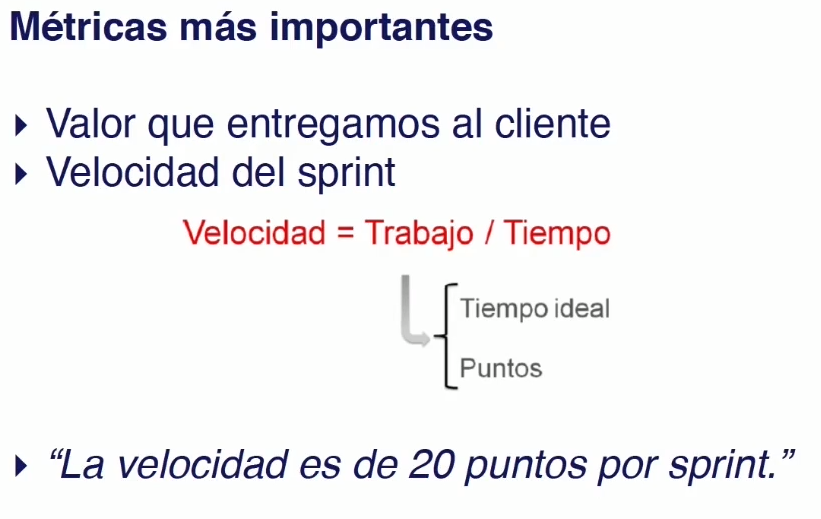 Métricas más importantes
‣ Valor que entregamos al cliente
‣ Velocidad del sprint
Velocidad = Trabajo / Tiempo
Tiempo ideal
Puntos
‣ “La velocidad es de 20 puntos por sprint.”